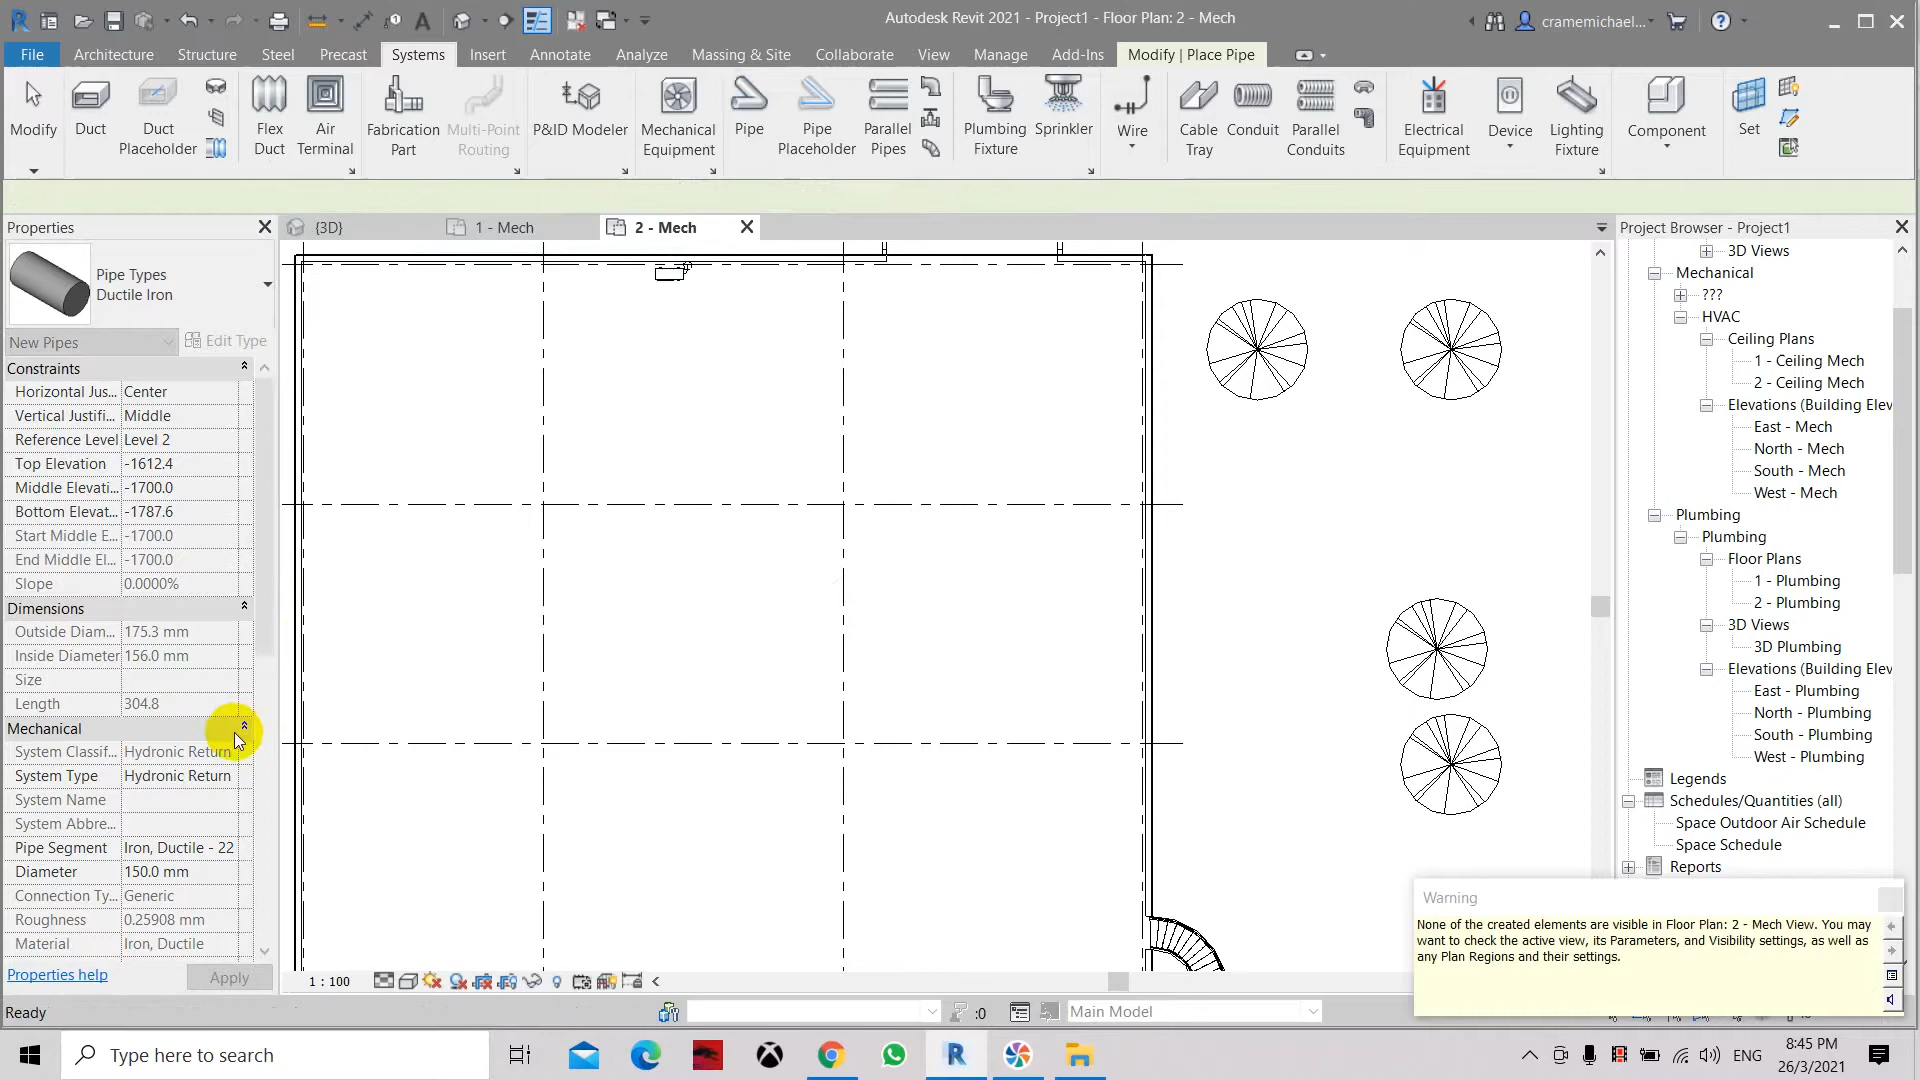 Autodesk Revit 2021 - Project1 - Floor Plan: 2 - Mech
cramemichael...
File Architecture Structure Steel Precast Systems Insert Annotate Analyze Massing & Site Collaborate View Manage Add-Ins Modify | Place Pipe
Modify
Duct
Duct Placeholder
Flex Duct
Air Terminal
Fabrication Part
Multi-Point Routing
P&ID Modeler
Mechanical Equipment
Pipe
Pipe Placeholder
Parallel Pipes
Plumbing Fixture
Sprinkler
Wire
Cable Tray
Conduit
Parallel Conduits
Electrical Equipment
Device
Lighting Fixture
Component
Set
Properties
{3D}
1 - Mech
2 - Mech
Project Browser - Project1
Pipe Types
Ductile Iron
New Pipes
Edit Type
Constraints
Horizontal Jus... Center
Vertical Justifi... Middle
Reference Level Level 2
Top Elevation -1612.4
Middle Elevati... -1700.0
Bottom Elevat... -1787.6
Start Middle E... -1700.0
End Middle El... -1700.0
Slope 0.0000%
Dimensions
Outside Diam... 175.3 mm
Inside Diameter 156.0 mm
Size
Length 304.8
Mechanical
System Classif... Hydronic Return
System Type Hydronic Return
System Name
System Abbre...
Pipe Segment Iron, Ductile - 22
Diameter 150.0 mm
Connection Ty... Generic
Roughness 0.25908 mm
Material Iron, Ductile
Properties help
Apply
3D Views
Mechanical
???
HVAC
Ceiling Plans
1 - Ceiling Mech
2 - Ceiling Mech
Elevations (Building Elev
East - Mech
North - Mech
South - Mech
West - Mech
Plumbing
Plumbing
Floor Plans
1 - Plumbing
2 - Plumbing
3D Views
3D Plumbing
Elevations (Building Elev
East - Plumbing
North - Plumbing
South - Plumbing
West - Plumbing
Legends
Schedules/Quantities (all)
Space Outdoor Air Schedule
Space Schedule
Reports
Warning
None of the created elements are visible in Floor Plan: 2 - Mech View. You may
want to check the active view, its Parameters, and Visibility settings, as well as
any Plan Regions and their settings.
1 : 100
Ready
:0
Main Model
Type here to search
ENG
8:45 PM
26/3/2021